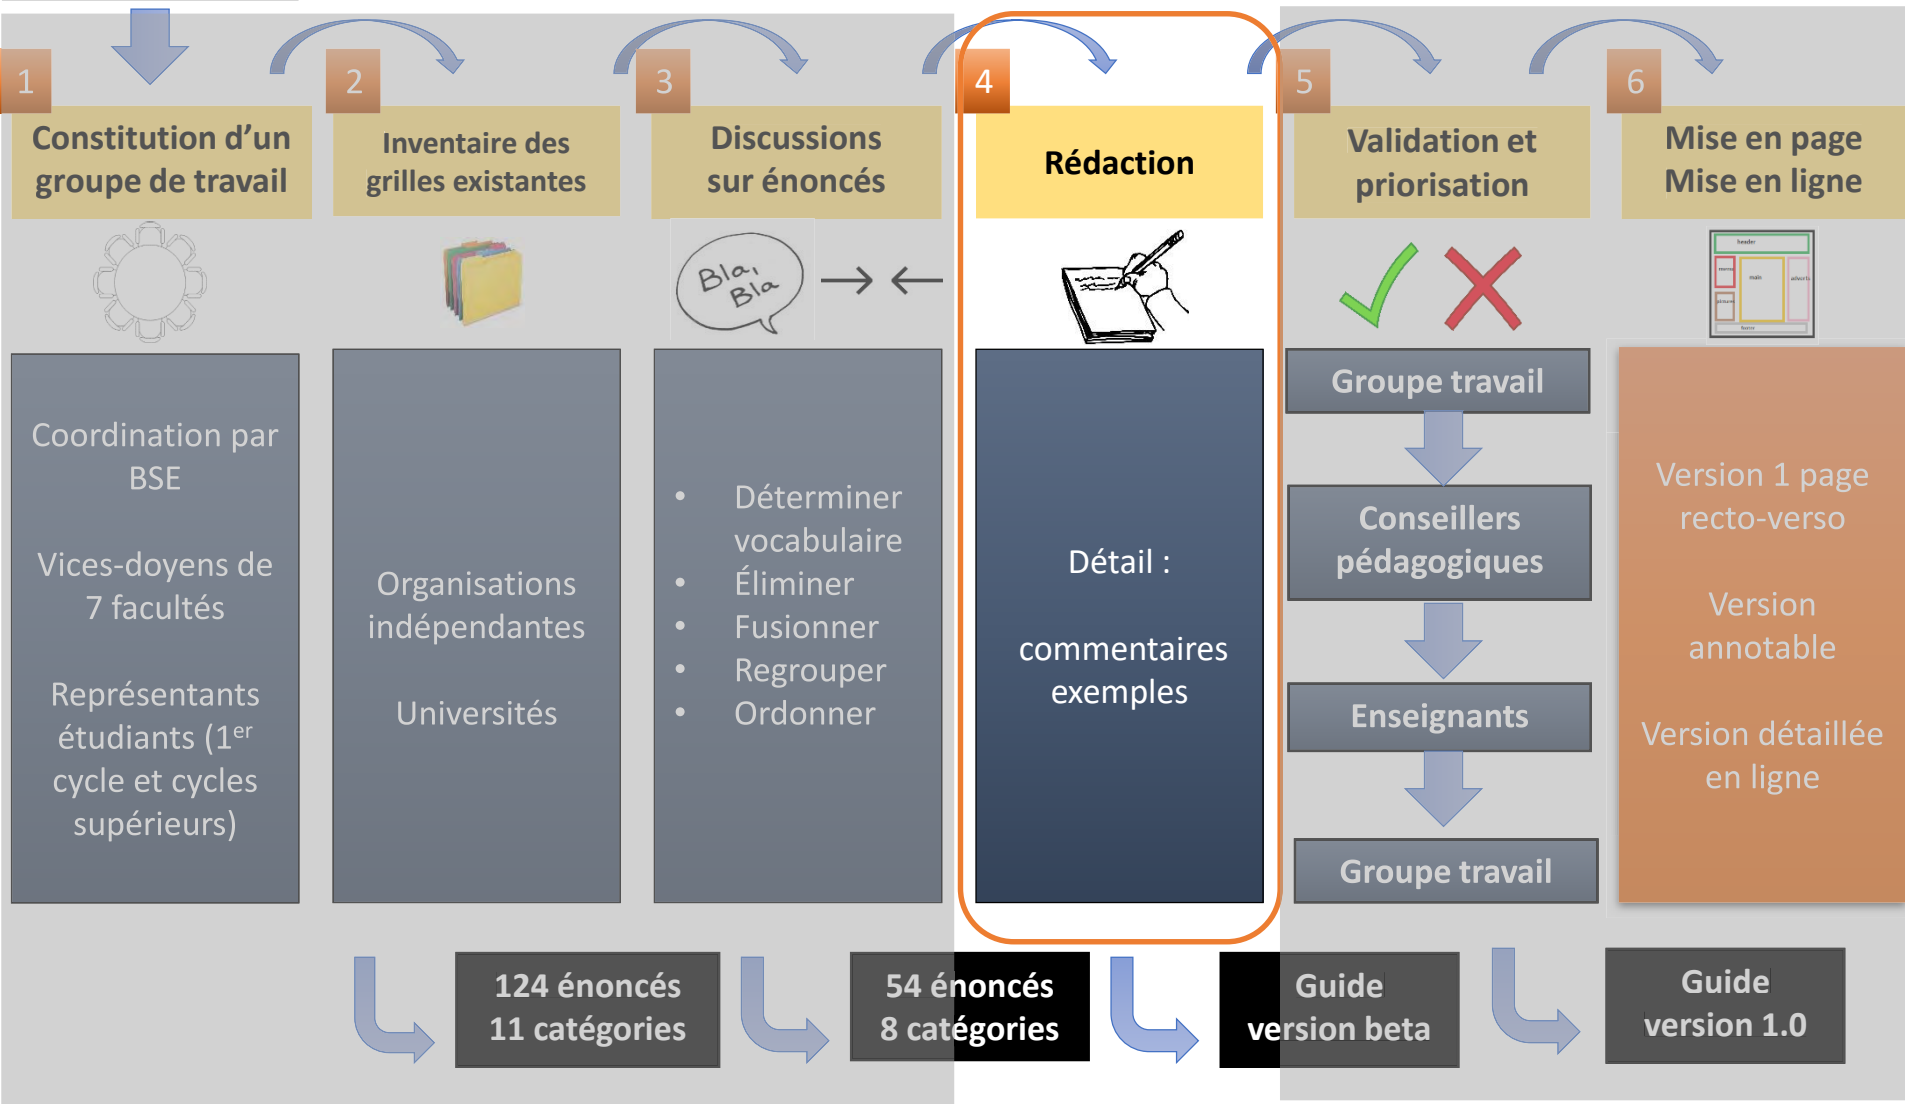 1
Constitution d’un
groupe de travail
Coordination par
BSE
Vices-doyens de
7 facultés
Représentants
étudiants (1er
cycle et cycles
supérieurs)
2
Inventaire des
grilles existantes
Organisations
indépendantes
Universités
3
Discussions
sur énoncés
Bla,
Bla
• Déterminer
vocabulaire
• Éliminer
• Fusionner
• Regrouper
• Ordonner
4
Rédaction
Détail :
commentaires
exemples
5
Validation et
priorisation
Groupe travail
Conseillers
pédagogiques
Enseignants
Groupe travail
6
Mise en page
Mise en ligne
header
main
Version 1 page
recto-verso
Version
annotable
Version détaillée
en ligne
124 énoncés
11 catégories
54 énoncés
8 catégories
Guide
version beta
Guide
version 1.0